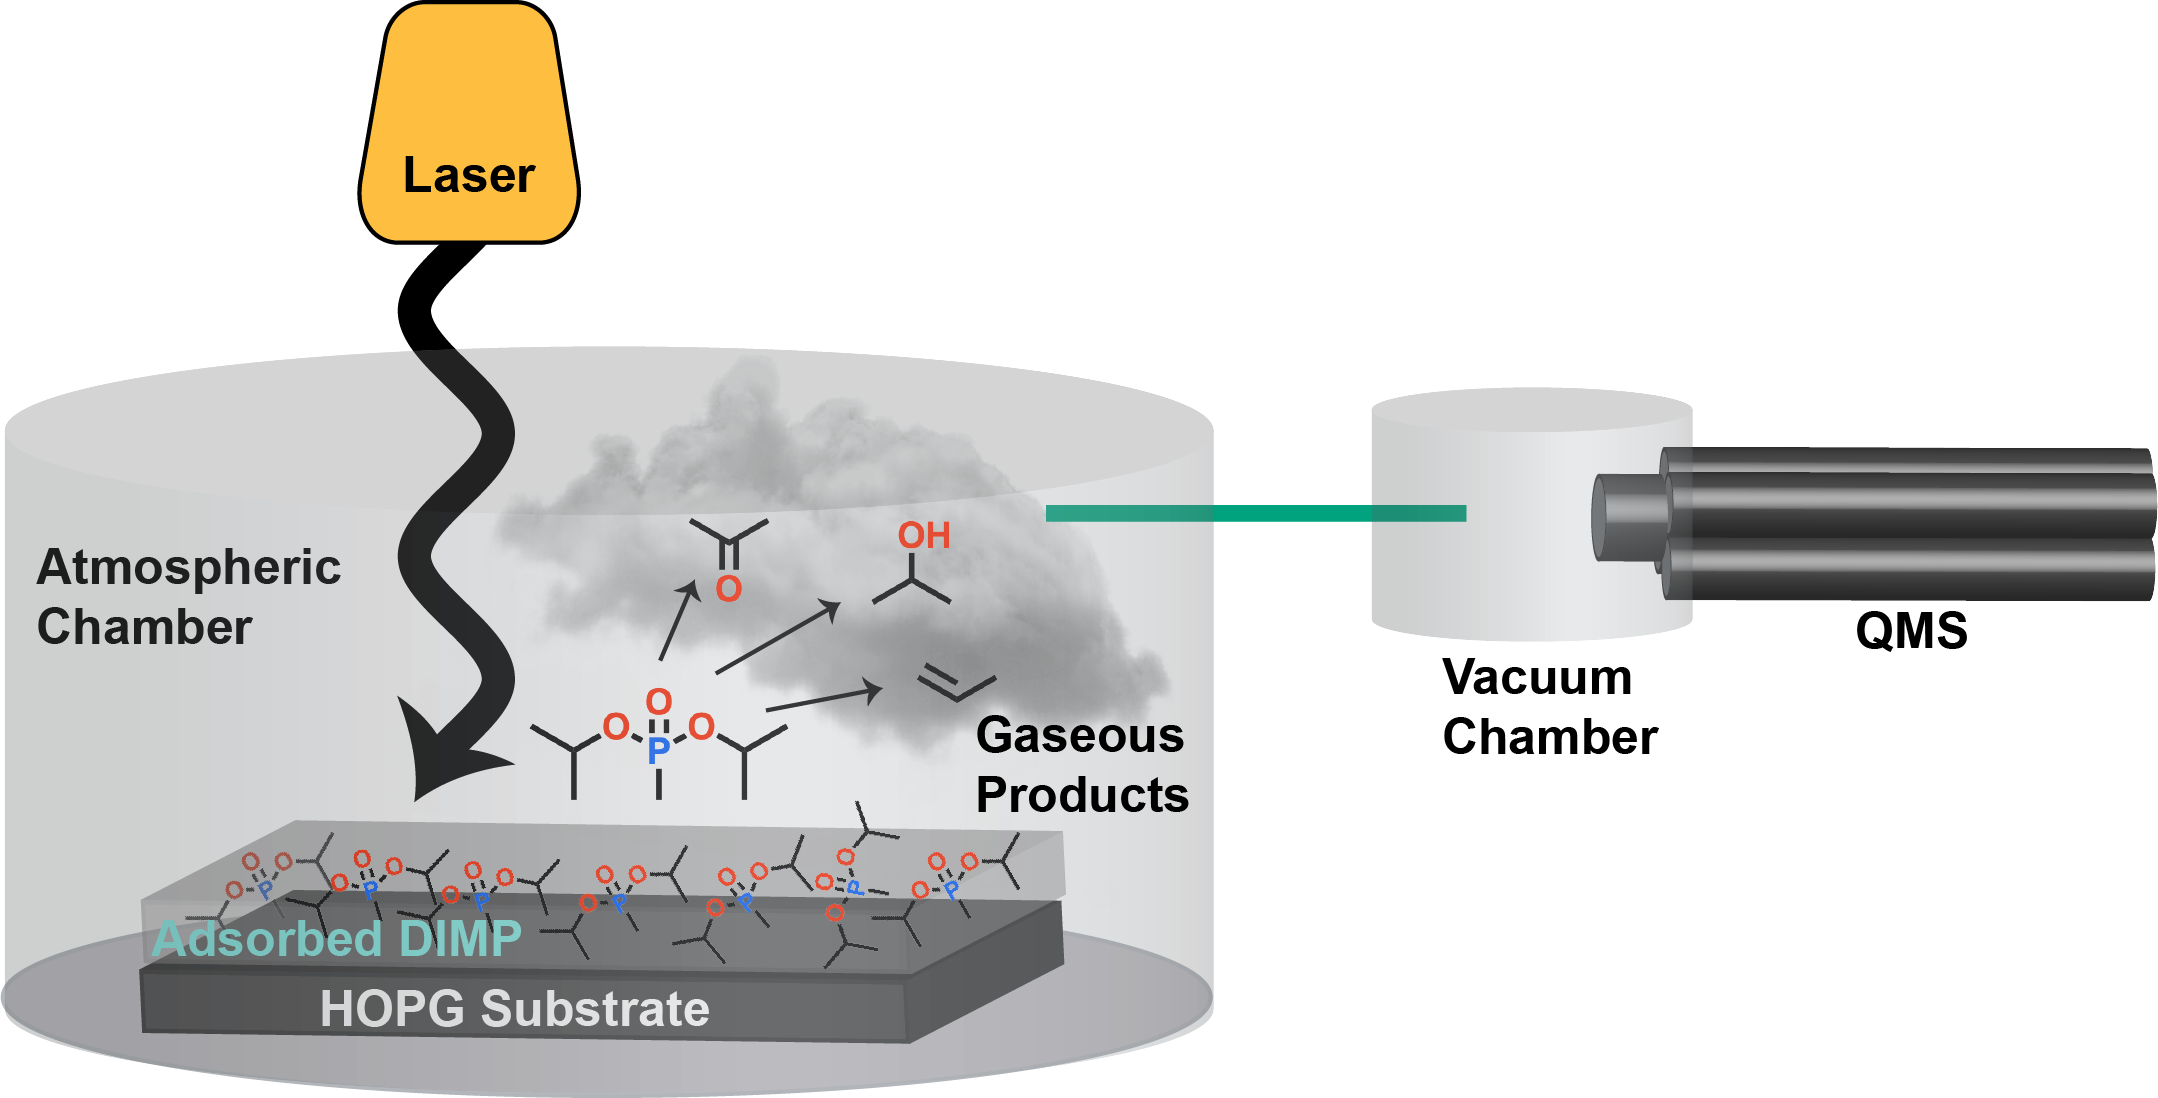 Laser
Atmospheric
Chamber
O
OH
O
O
O
P
Gaseous
Products
QMS
Vacuum
Chamber
O
O
O
P
O
O
O
P
O
O
O
P
O
O
O
P
O
O
O
P
O
O
O
P
O
O
O
P
Adsorbed DIMP
HOPG Substrate